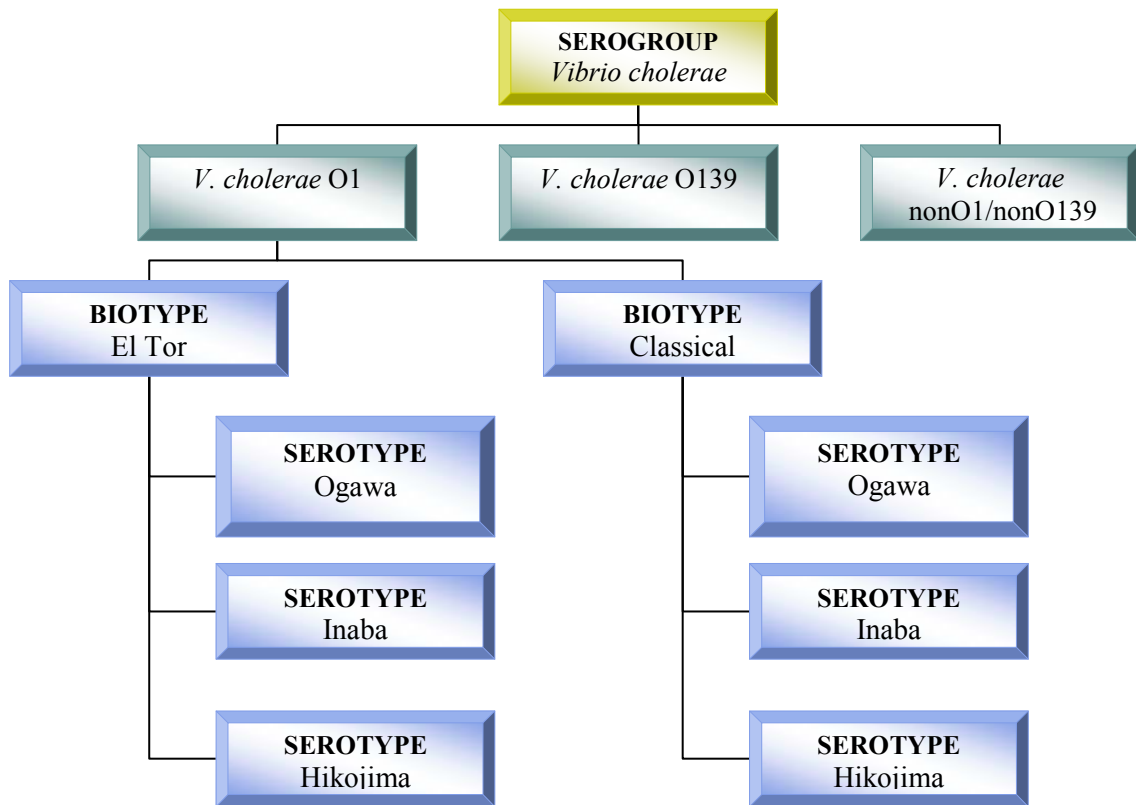 SEROGROUP
Vibrio cholerae
V. cholerae O1
V. cholerae O139
V. cholerae
nonO1/nonO139
BIOTYPE
El Tor
BIOTYPE
Classical
SEROTYPE
Ogawa
SEROTYPE
Ogawa
SEROTYPE
Inaba
SEROTYPE
Inaba
SEROTYPE
Hikojima
SEROTYPE
Hikojima